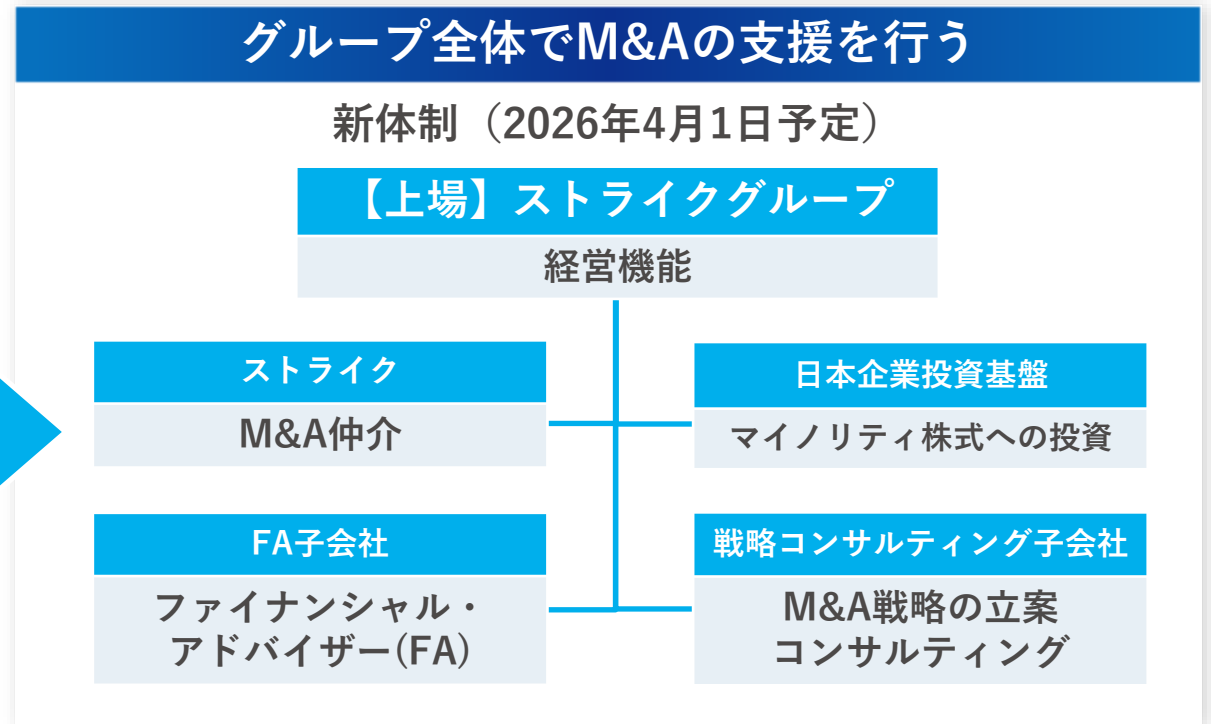 グループ全体でM&Aの支援を行う
新体制（2026年4月1日予定）
【上場】ストライクグループ
経営機能
ストライク
M&A仲介
日本企業投資基盤
マイノリティ株式への投資
FA子会社
ファイナンシャル・
アドバイザー(FA)
戦略コンサルティング子会社
M&A戦略の立案
コンサルティング